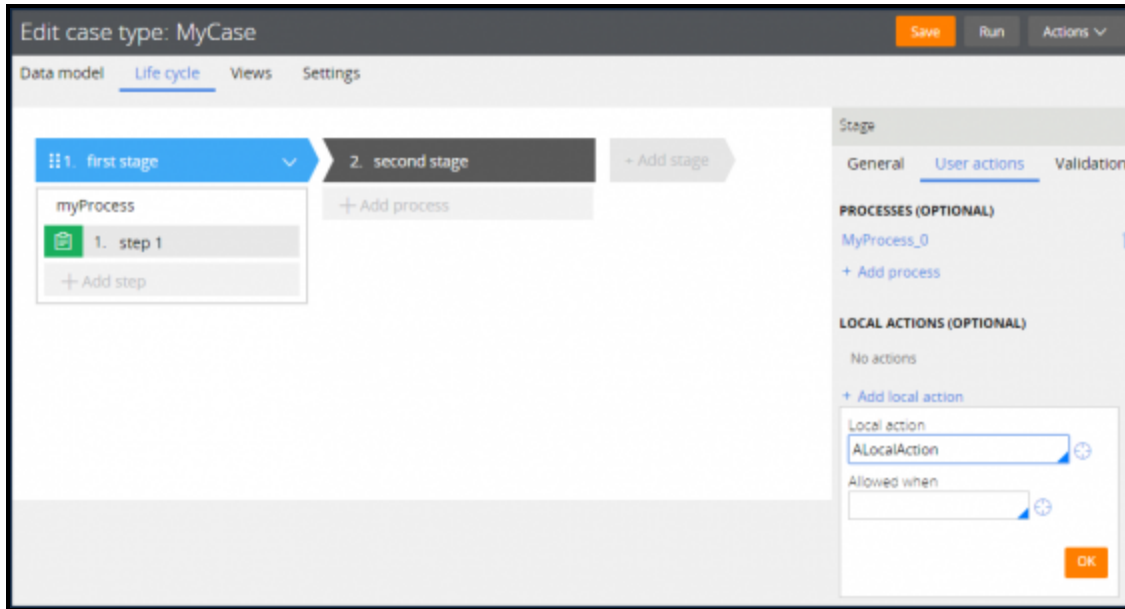 Edit case type: MyCase
Save Run Actions
Data model Life cycle Views Settings
1. first stage
2. second stage
+ Add stage
myProcess
1. step 1
+ Add step
+ Add process
Stage
General User actions Validation
PROCESSES (OPTIONAL)
MyProcess_0
+ Add process
LOCAL ACTIONS (OPTIONAL)
No actions
+ Add local action
Local action
ALocalAction
Allowed when
OK